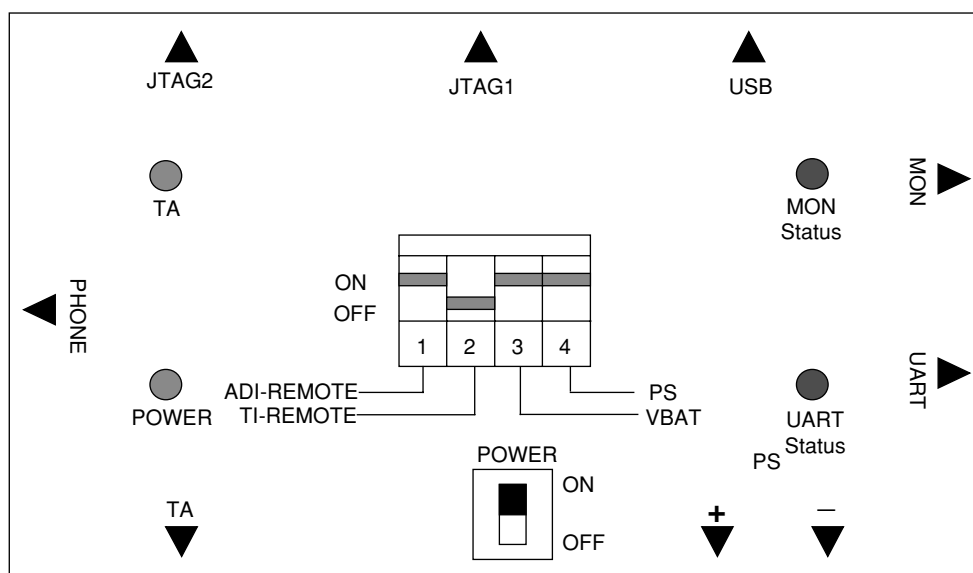 JTAG2
JTAG1
USB
TA
MON
Status
MON
ON
OFF
PHONE
1 2 3 4
ADI-REMOTE
TI-REMOTE
PS
VBAT
POWER
UART
Status
UART
PS
POWER
ON
OFF
TA
+
−